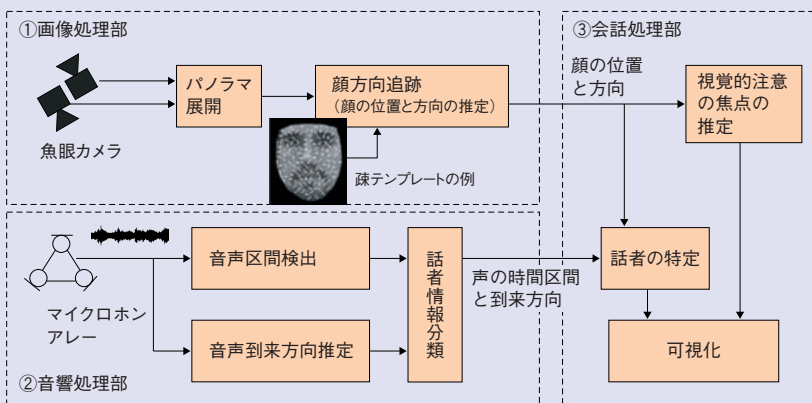 ①画像処理部
魚眼カメラ
パノラマ
展開
顔方向追跡
（顔の位置と方向の推定）
疎テンプレートの例
③会話処理部
顔の位置
と方向
視覚的注意
の焦点の
推定
マイクロホン
アレー
音声区間検出
音声到来方向推定
話者情報分類
②音響処理部
声の時間区間
と到来方向
話者の特定
可視化